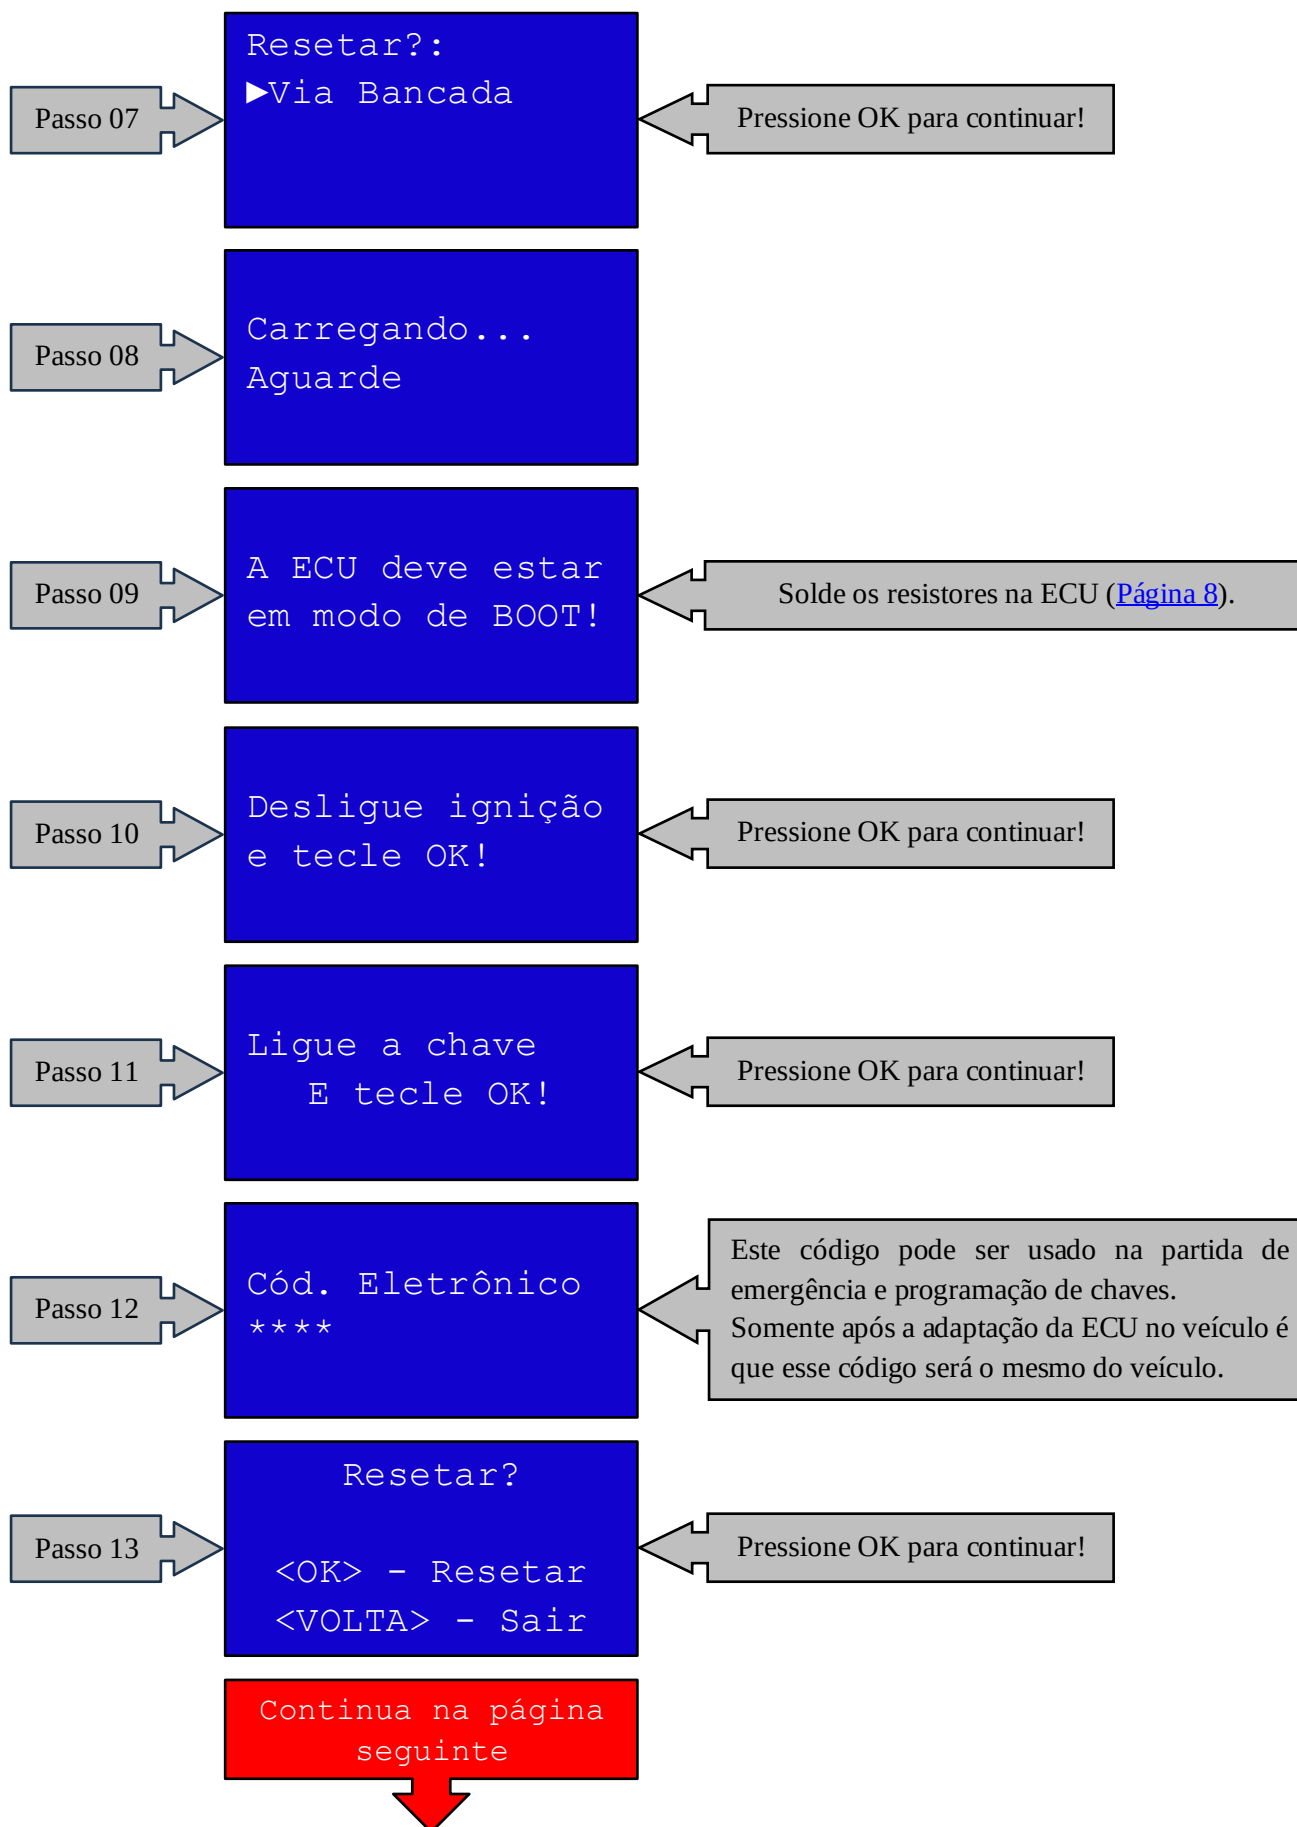 Resetar?:
►Via Bancada
Passo 07
Pressione OK para continuar!
Carregando...
Aguarde
Passo 08
A ECU deve estar
em modo de BOOT!
Passo 09
Solde os resistores na ECU (Página 8).
Desligue ignição
e tecle OK!
Passo 10
Pressione OK para continuar!
Ligue a chave
E tecle OK!
Passo 11
Pressione OK para continuar!
Cód. Eletrônico
****
Passo 12
Este código pode ser usado na partida de
emergência e programação de chaves.
Somente após a adaptação da ECU no veículo é
que esse código será o mesmo do veículo.
Resetar?
<OK> - Resetar
<VOLTA> - Sair
Passo 13
Pressione OK para continuar!
Continua na página
seguinte